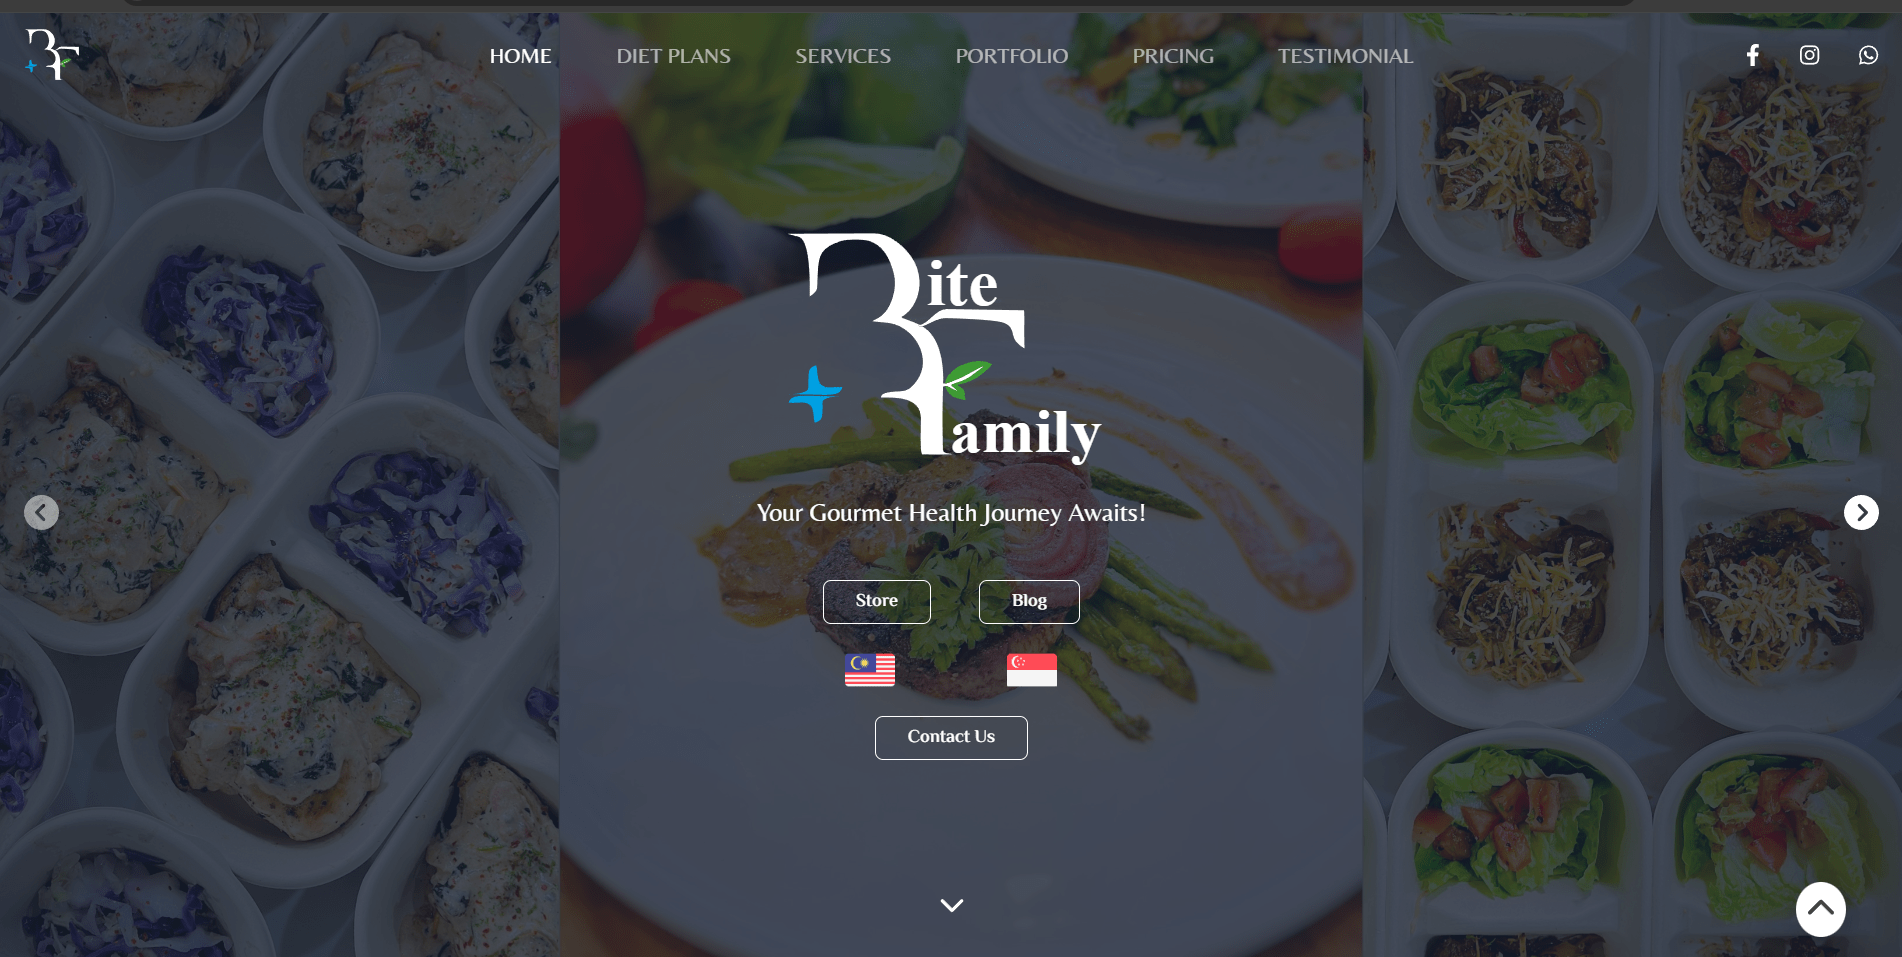 HOME DIET PLANS SERVICES PORTFOLIO PRICING TESTIMONIAL
Bite
Family
Your Gourmet Health Journey Awaits!
Store Blog
Contact Us